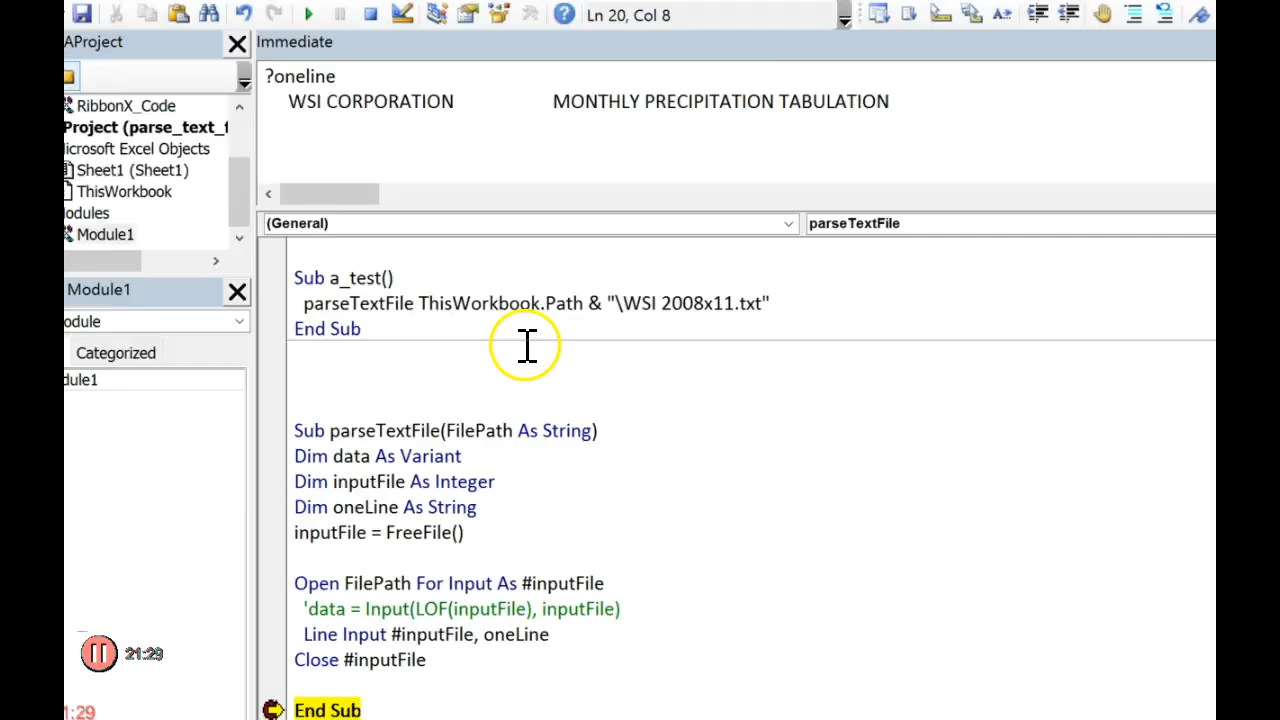 Ln 20, Col 8
AProject
Immediate
RibbonX_Code
Project (parse_text_f
licrosoft Excel Objects
Sheet1 (Sheet1)
ThisWorkbook
lodules
Module1
?oneline
WSI CORPORATION MONTHLY PRECIPITATION TABULATION
(General)
parseTextFile
Module1
odule
Categorized
dule1
Sub a_test()
parseTextFile ThisWorkbook.Path & "\WSI 2008x11.txt"
End Sub
Sub parseTextFile(FilePath As String)
Dim data As Variant
Dim inputFile As Integer
Dim oneLine As String
inputFile = FreeFile()
Open FilePath For Input As #inputFile
'data = Input(LOF(inputFile), inputFile)
Line Input #inputFile, oneLine
Close #inputFile
End Sub
21:29
1:29